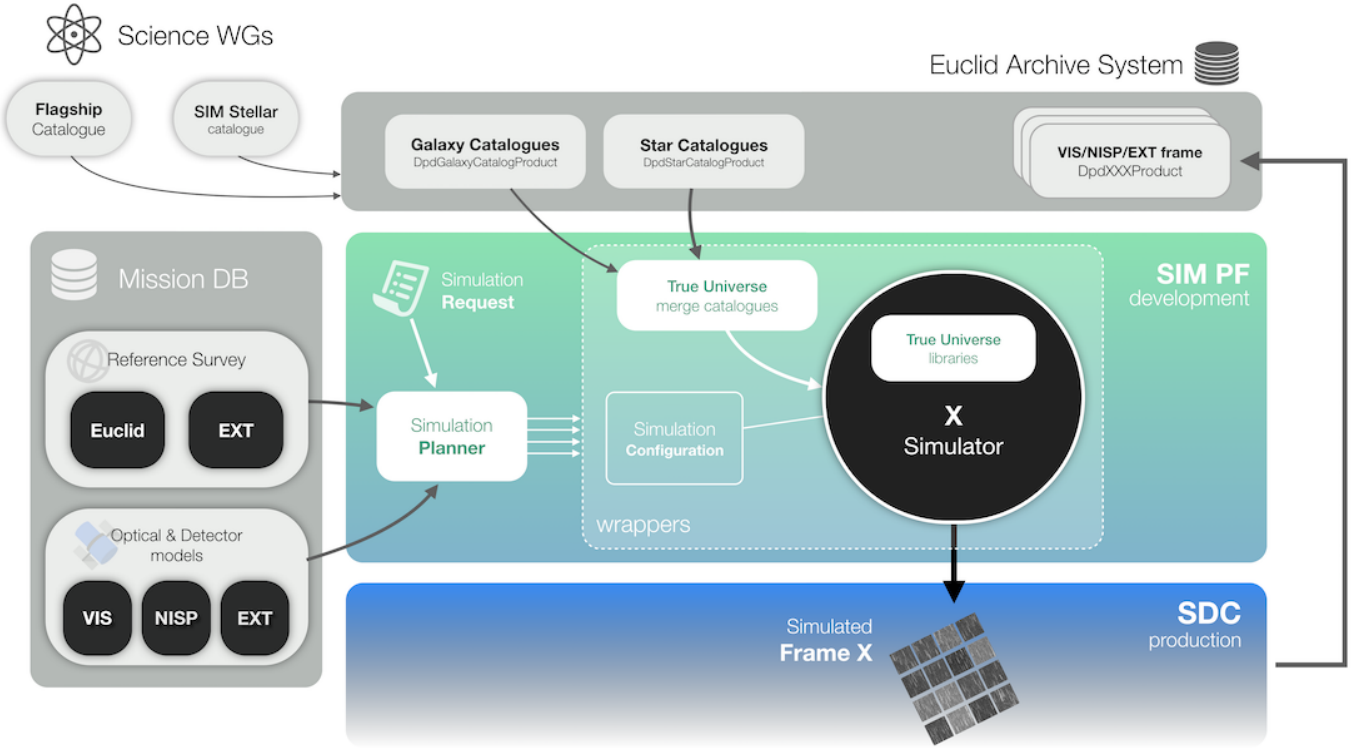 Science WGs
Euclid Archive System
Flagship
Catalogue
SIM Stellar
catalogue
Galaxy Catalogues
DpdGalaxyCatalogProduct
Star Catalogues
DpdStarCatalogProduct
VIS/NISP/EXT frame
DpdXXXProduct
Mission DB
Reference Survey
Euclid
EXT
Optical & Detector
models
VIS
NISP
EXT
Simulation
Request
Simulation
Planner
True Universe
merge catalogues
Simulation
Configuration
wrappers
True Universe
libraries
X
Simulator
SIM PF
development
SDC
production
Simulated
Frame X